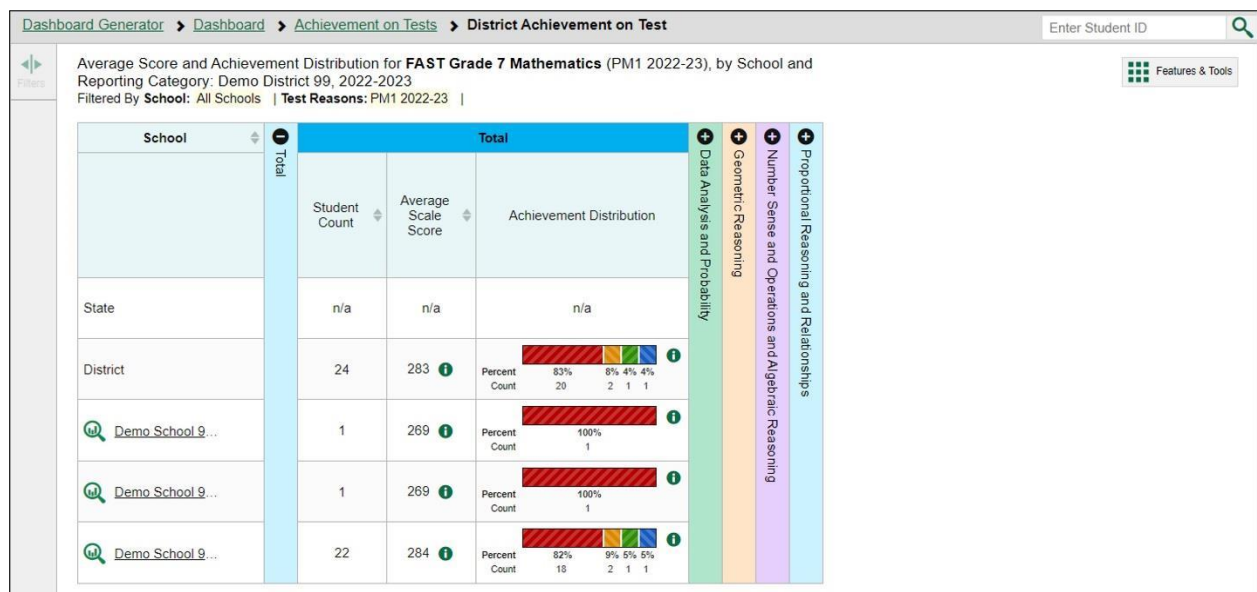 Dashboard Generator > Dashboard > Achievement on Tests > District Achievement on Test
Enter Student ID
Filters
Average Score and Achievement Distribution for FAST Grade 7 Mathematics (PM1 2022-23), by School and
Reporting Category: Demo District 99, 2022-2023
Filtered By School: All Schools | Test Reasons: PM1 2022-23 |
Features & Tools
School
Total
Total
Student
Count
Average
Scale
Score
Achievement Distribution
Data Analysis and Probability
Geometric Reasoning
Number Sense and Operations and Algebraic Reasoning
Proportional Reasoning and Relationships
State n/a n/a n/a
District 24 283
Percent 83% 8% 4% 4%
Count 20 2 1 1
Demo School 9... 1 269
Percent 100%
Count 1
Demo School 9... 1 269
Percent 100%
Count 1
Demo School 9... 22 284
Percent 82% 9% 5% 5%
Count 18 2 1 1